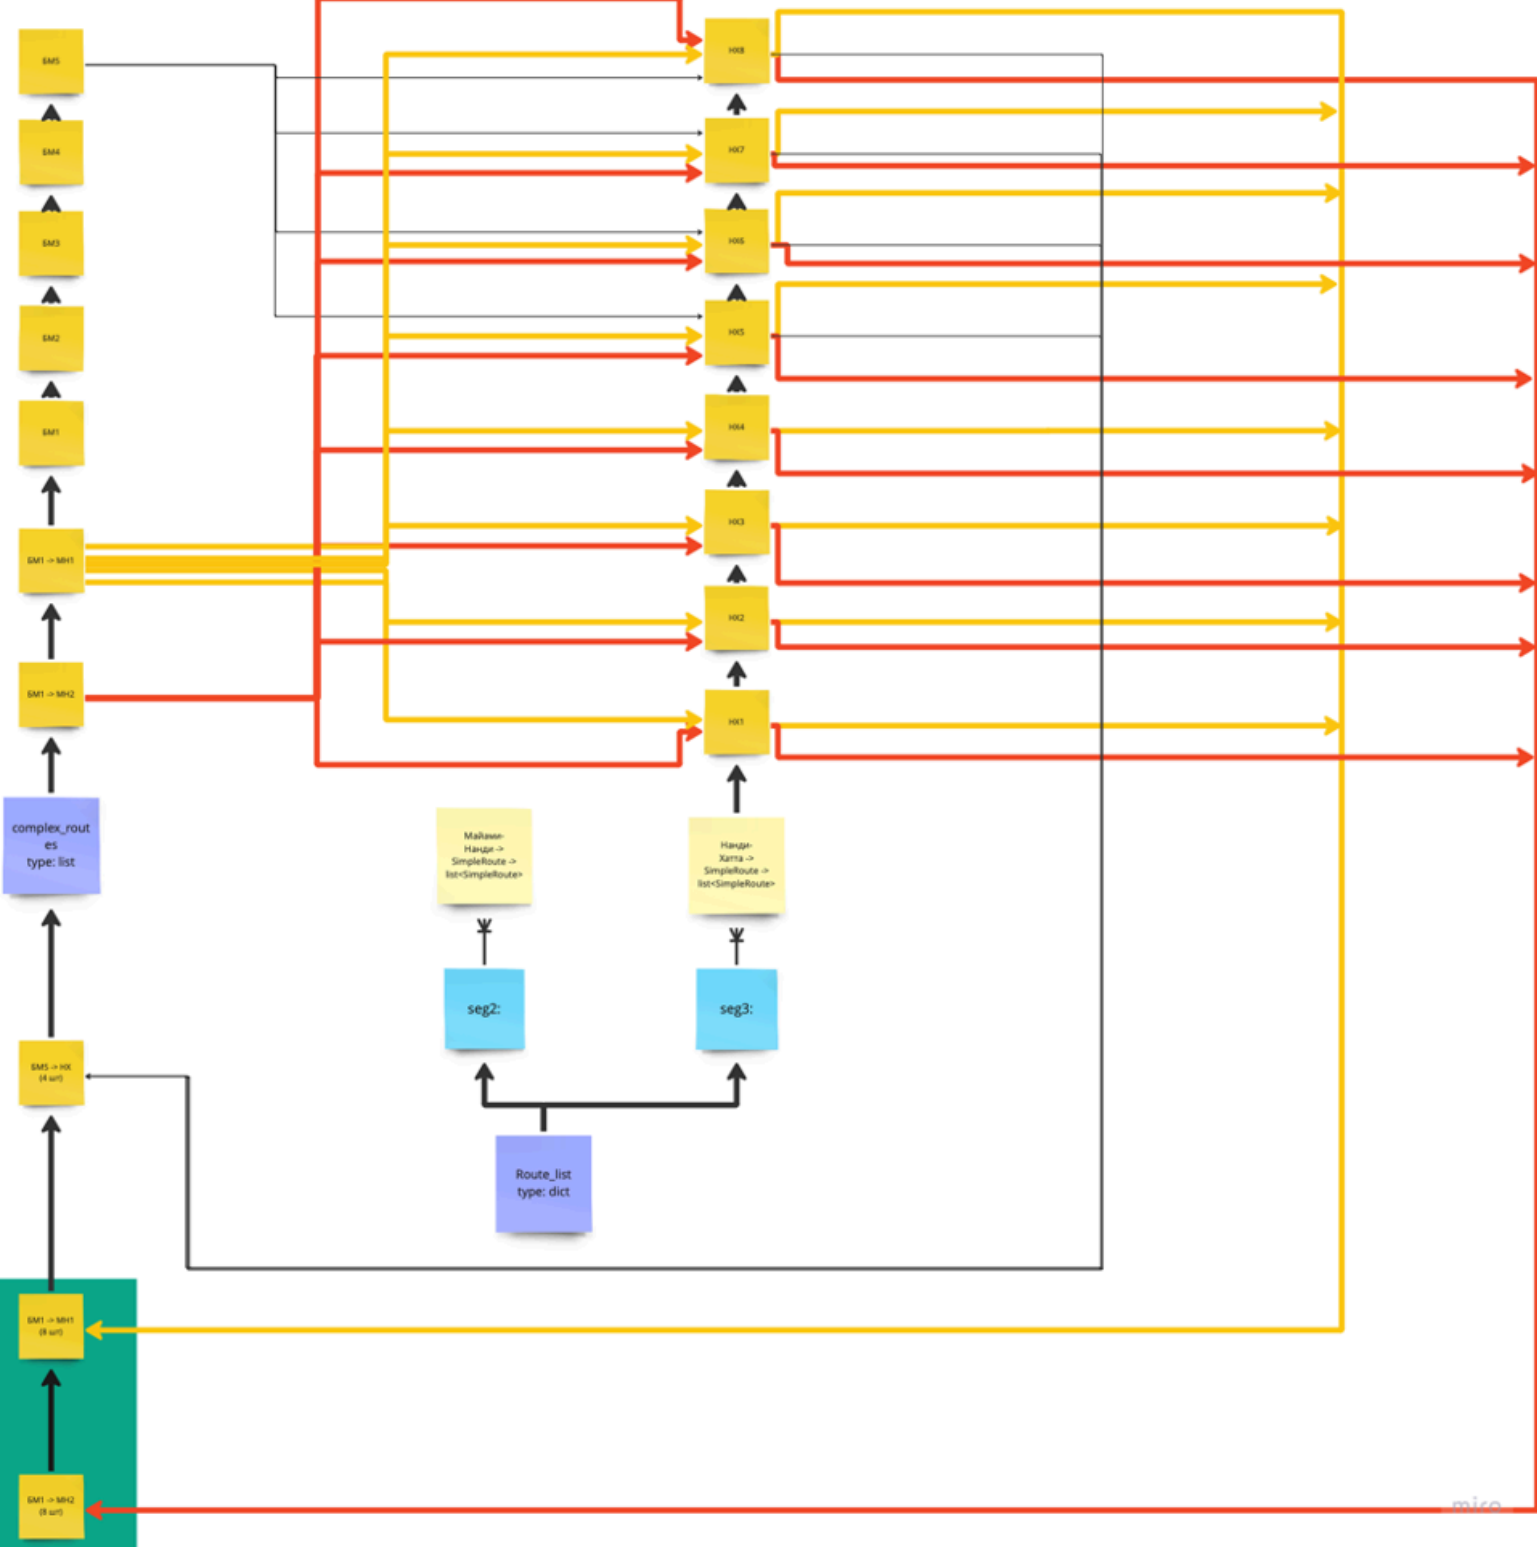 БМ5
БМ4
БМ3
БМ2
БМ1
БМ1 -> МН1
БМ1 -> МН2
complex_rout
es
type: list
БМ5 -> НХ
(4 шт)
БМ1 -> МН1
(8 шт)
БМ1 -> МН2
(8 шт)
НХ8
НХ7
НХ6
НХ5
НХ4
НХ3
НХ2
НХ1
Майами-
Нанди ->
SimpleRoute ->
list<SimpleRoute>
Нанди-
Хатта ->
SimpleRoute ->
list<SimpleRoute>
seg2:
seg3:
Route_list
type: dict
miro